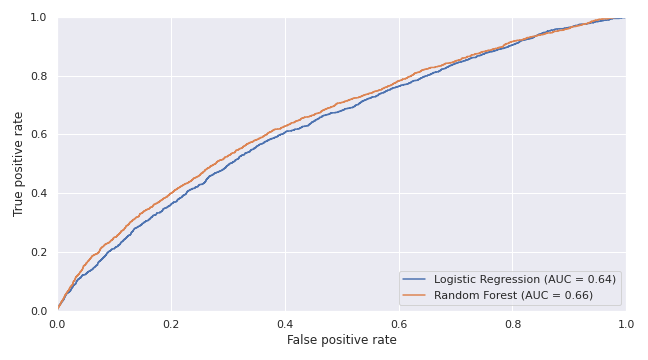 1.0
0.8
0.6
0.4
0.2
0.0
True positive rate
Logistic Regression (AUC = 0.64)
Random Forest (AUC = 0.66)
0.0 0.2 0.4 0.6 0.8 1.0
False positive rate